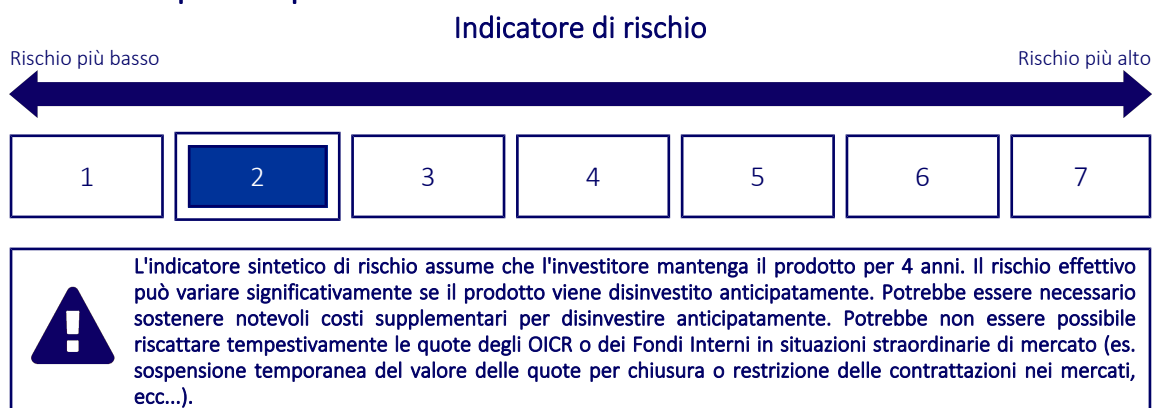 Indicatore di rischio
Rischio più basso
Rischio più alto
1
2
3
4
5
6
7
L'indicatore sintetico di rischio assume che l'investitore mantenga il prodotto per 4 anni. Il rischio effettivo
può variare significativamente se il prodotto viene disinvestito anticipatamente. Potrebbe essere necessario
sostenere notevoli costi supplementari per disinvestire anticipatamente. Potrebbe non essere possibile
riscattare tempestivamente le quote degli OICR o dei Fondi Interni in situazioni straordinarie di mercato (es.
sospensione temporanea del valore delle quote per chiusura o restrizione delle contrattazioni nei mercati,
ecc...).